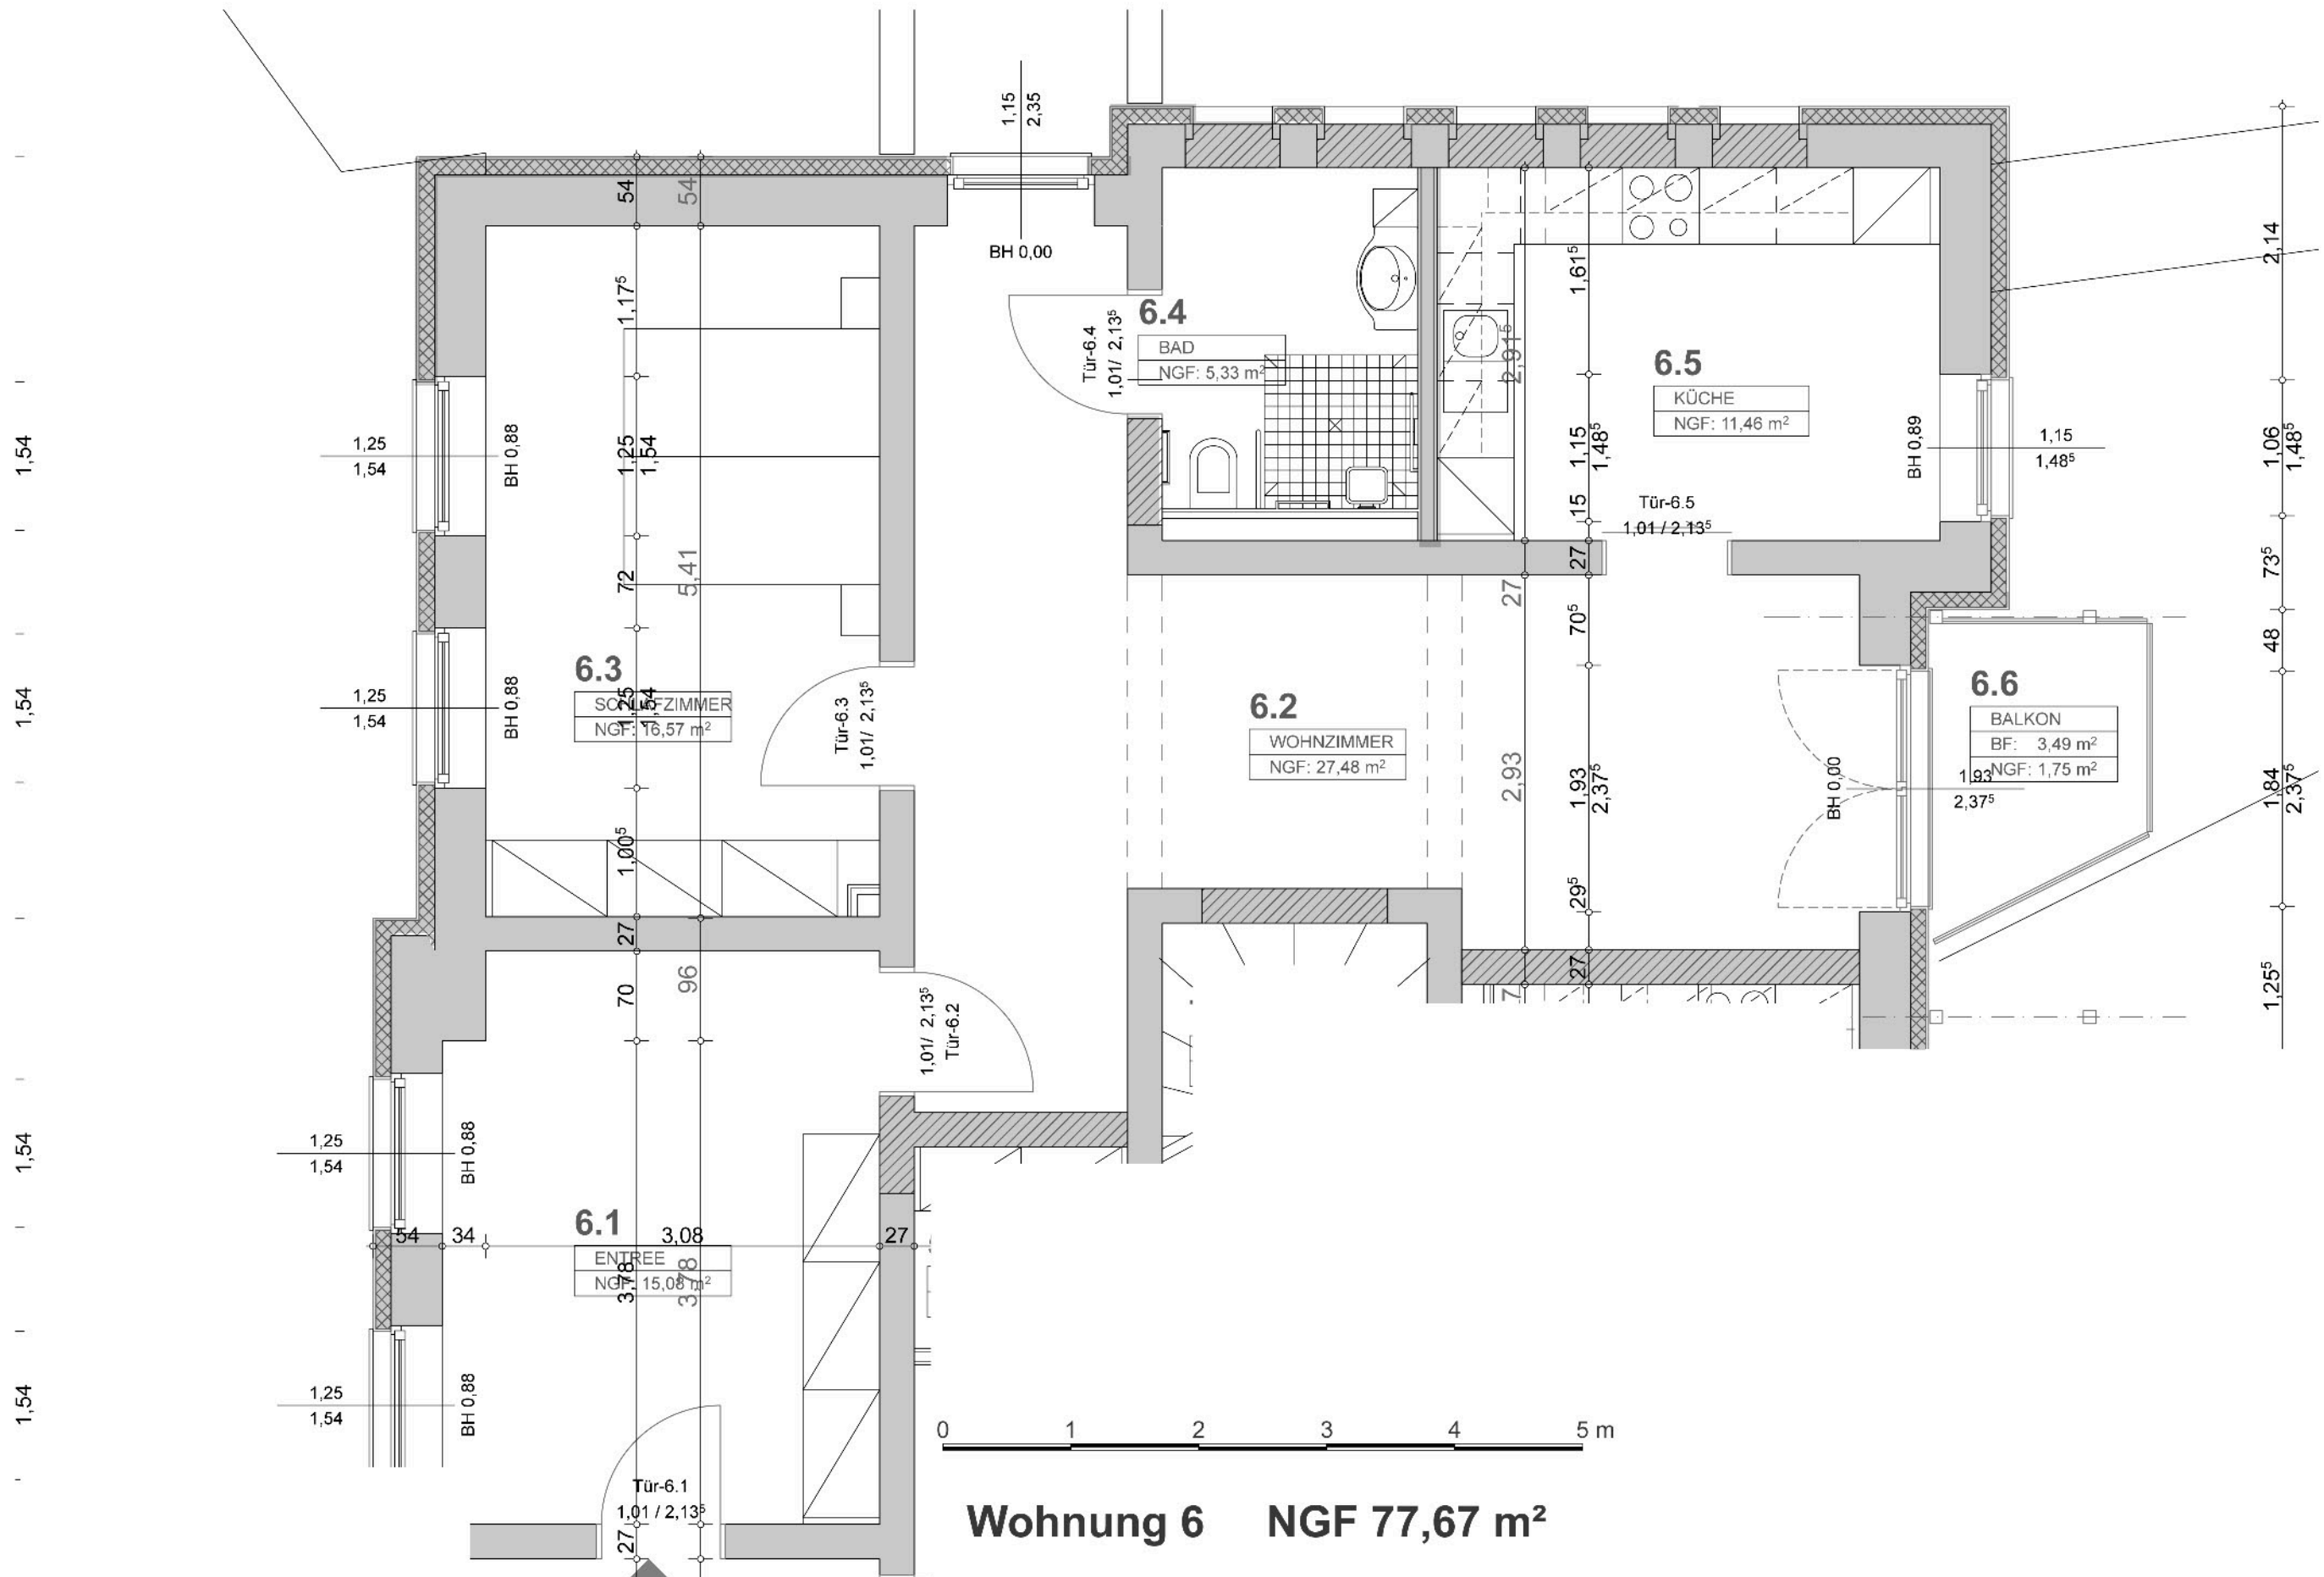 1,15
2,35
BH 0,00
54
54
1,17⁵
1,25
1,54
72
5,41
1,25
1,54
1,00⁵
27
96
70
3,78
3,78
27
1,54
1,54
1,54
1,54
1,25
1,54
BH 0,88
1,25
1,54
BH 0,88
1,25
1,54
BH 0,88
1,25
1,54
BH 0,88
6.3
SCHLAFZIMMER
NGF: 16,57 m²
Tür-6.3
1,01/ 2,13⁵
6.4
BAD
NGF: 5,33 m²
Tür-6.4
1,01/ 2,13⁵
6.5
KÜCHE
NGF: 11,46 m²
Tür-6.5
1,01 / 2,13⁵
BH 0,89
1,15
1,48⁵
1,61⁵
2,91⁵
1,15
1,48⁵
15
27
27
70⁵
2,93
1,93
2,37⁵
29⁵
27
7
6.2
WOHNZIMMER
NGF: 27,48 m²
1,01/ 2,13⁵
Tür-6.2
BH 0,00
6.6
BALKON
BF: 3,49 m²
NGF: 1,75 m²
1,93
2,37⁵
2,14
1,06
1,48⁵
73⁵
48
1,84
2,37⁵
1,25⁵
54
34
3,08
27
6.1
ENTREE
NGF: 15,08 m²
Tür-6.1
1,01 / 2,13⁵
0 1 2 3 4 5 m
Wohnung 6 NGF 77,67 m²